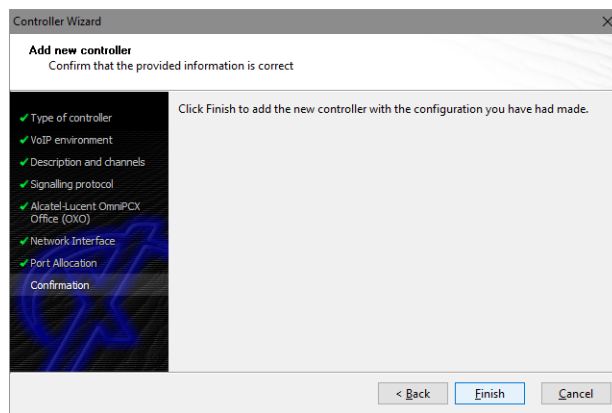 Controller Wizard
Add new controller
Confirm that the provided information is correct
Type of controller
VoIP environment
Description and channels
Signalling protocol
Alcatel-Lucent OmniPCX
Office (OXO)
Network Interface
Port Allocation
Confirmation
Click Finish to add the new controller with the configuration you have had made.
< Back
Finish
Cancel